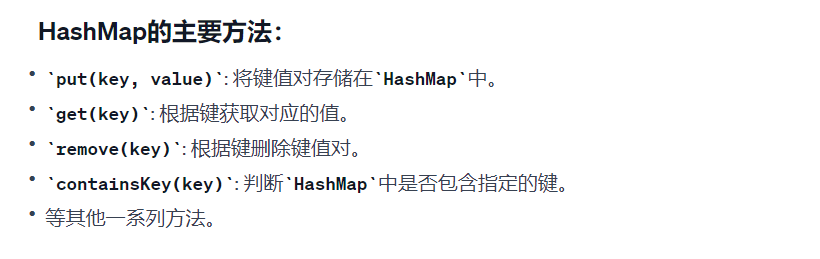 HashMap的主要方法：
• `put(key, value)`: 将键值对存储在`HashMap`中。
• `get(key)`: 根据键获取对应的值。
• `remove(key)`: 根据键删除键值对。
• `containsKey(key)`: 判断`HashMap`中是否包含指定的键。
• 等其他一系列方法。